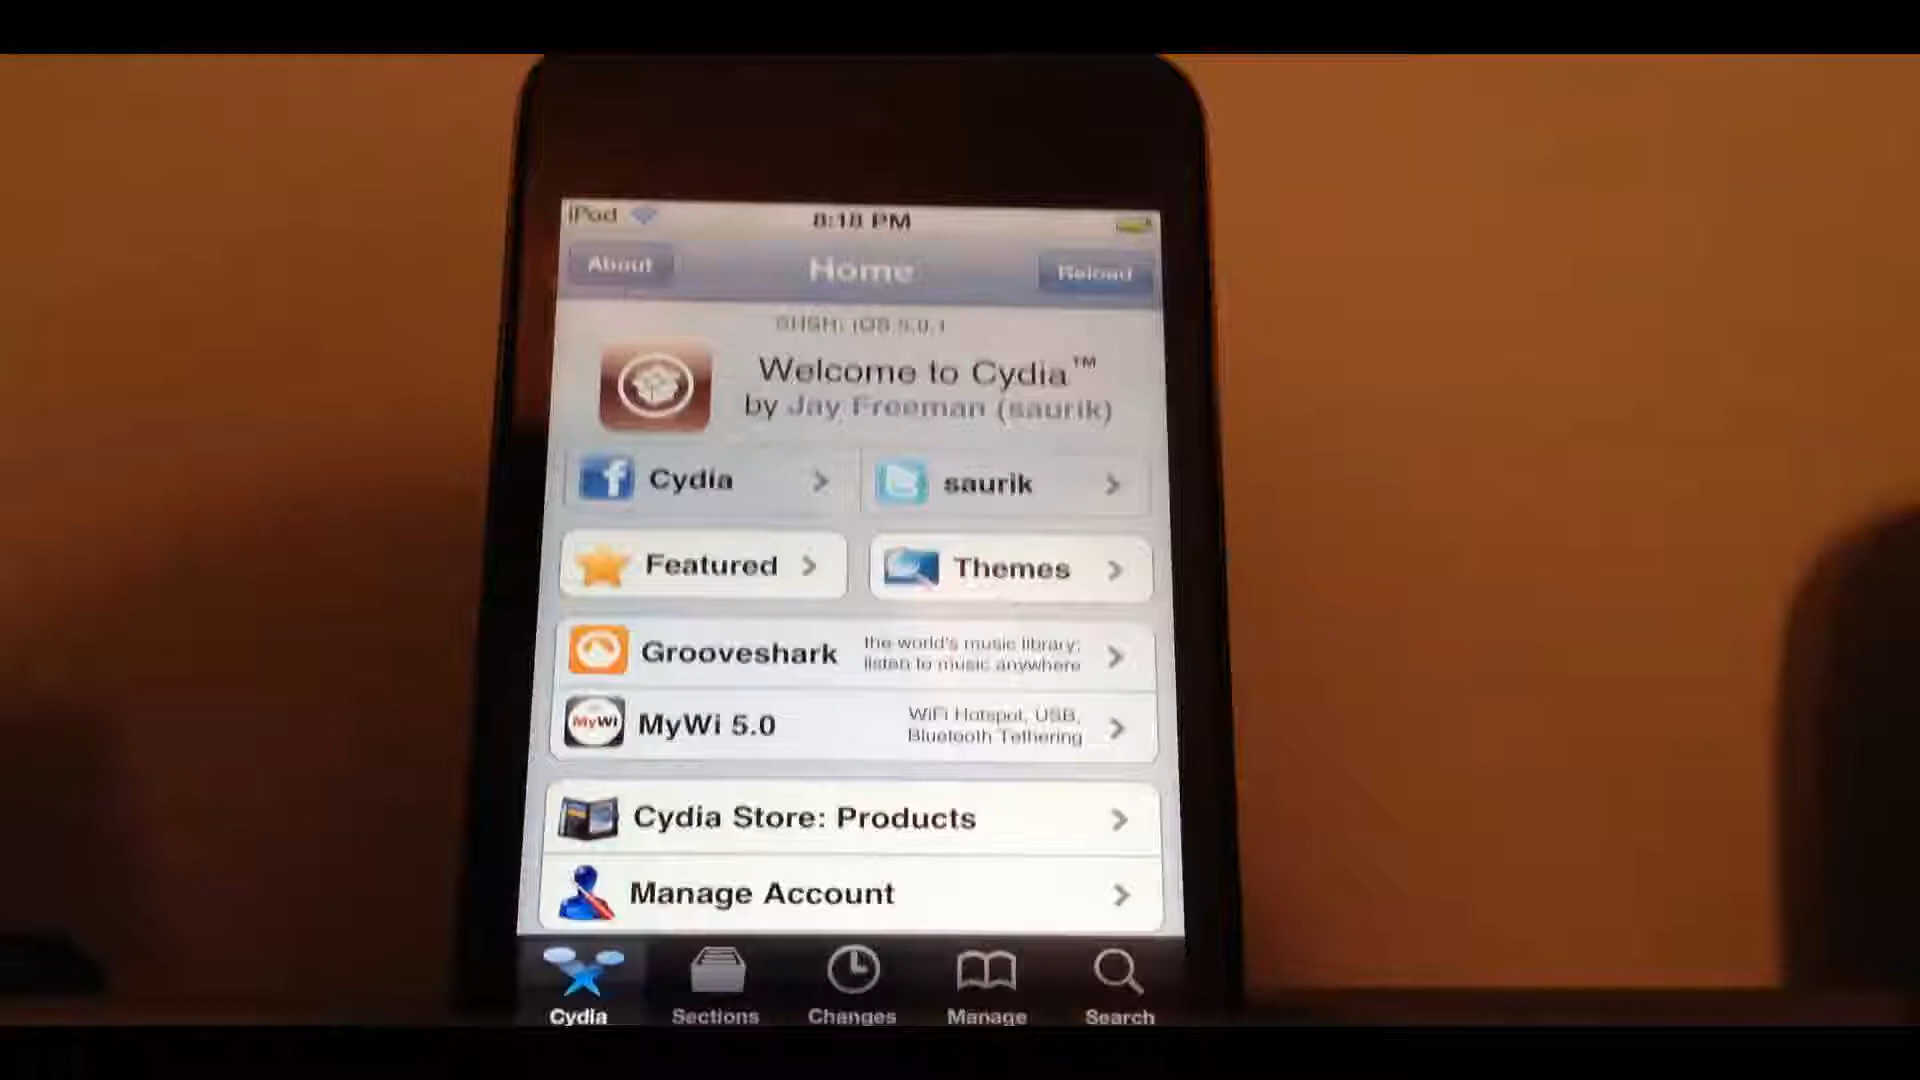 iPod 8:18 PM
About Home Reload
SHSH: iOS 5.0.1
Welcome to Cydia™
by Jay Freeman (saurik)
Cydia saurik
Featured Themes
Grooveshark the world's music library;
listen to music anywhere
MyWi MyWi 5.0 WiFi Hotspot, USB,
Bluetooth Tethering
Cydia Store: Products
Manage Account
Cydia Sections Changes Manage Search